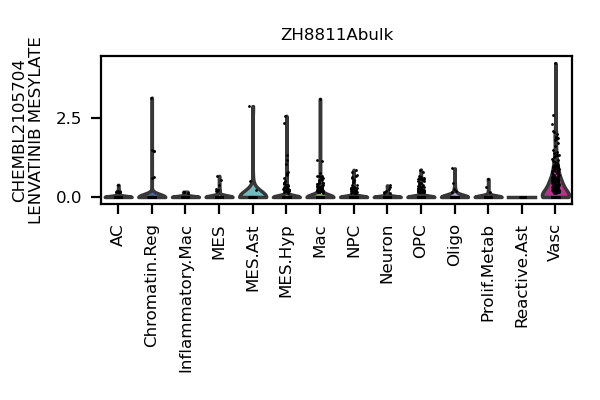 ZH8811Abulk
CHEMBL2105704
LENVATINIB MESYLATE
2.5
0.0
AC
Chromatin.Reg
Inflammatory.Mac
MES
MES.Ast
MES.Hyp
Mac
NPC
Neuron
OPC
Oligo
Prolif.Metab
Reactive.Ast
Vasc